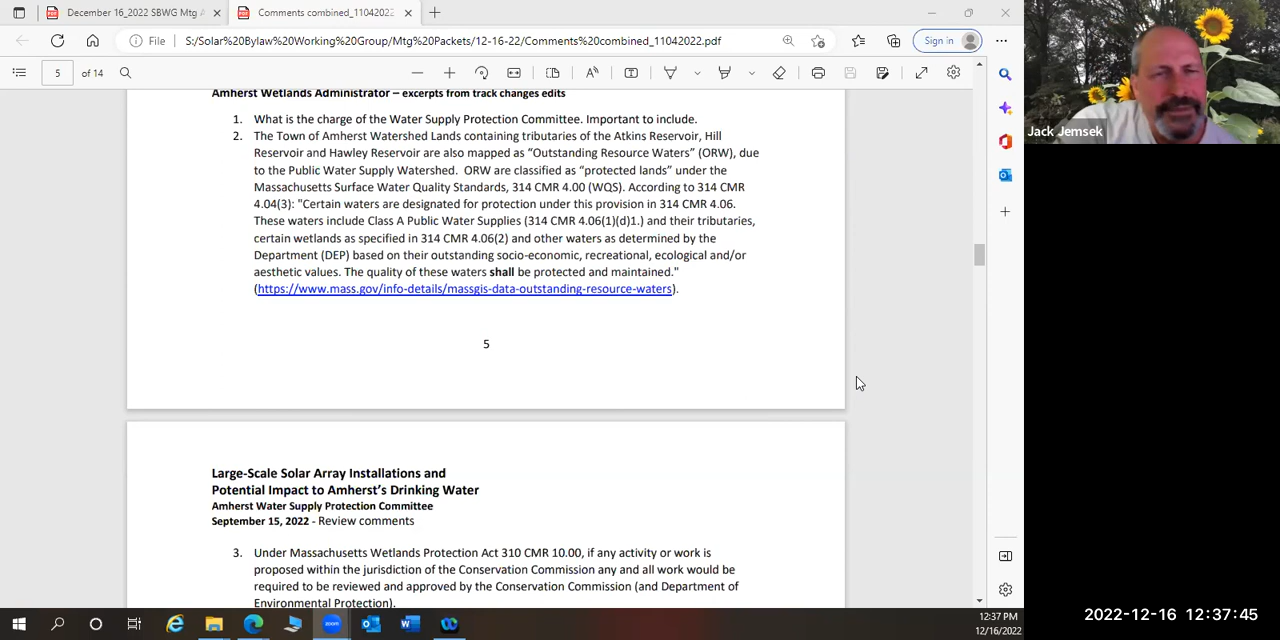 December 16_2022 SBWG Mtg A
Comments combined_11042022
File
S:/Solar%20Bylaw%20Working%20Group/Mtg%20Packets/12-16-22/Comments%20combined_11042022.pdf
Sign in
5 of 14
Amherst Wetlands Administrator – excerpts from track changes edits
1. What is the charge of the Water Supply Protection Committee. Important to include.
2. The Town of Amherst Watershed Lands containing tributaries of the Atkins Reservoir, Hill
Reservoir and Hawley Reservoir are also mapped as “Outstanding Resource Waters” (ORW), due
to the Public Water Supply Watershed. ORW are classified as “protected lands” under the
Massachusetts Surface Water Quality Standards, 314 CMR 4.00 (WQS). According to 314 CMR
4.04(3): "Certain waters are designated for protection under this provision in 314 CMR 4.06.
These waters include Class A Public Water Supplies (314 CMR 4.06(1)(d)1.) and their tributaries,
certain wetlands as specified in 314 CMR 4.06(2) and other waters as determined by the
Department (DEP) based on their outstanding socio-economic, recreational, ecological and/or
aesthetic values. The quality of these waters shall be protected and maintained."
(https://www.mass.gov/info-details/massgis-data-outstanding-resource-waters).
5
Large-Scale Solar Array Installations and
Potential Impact to Amherst’s Drinking Water
Amherst Water Supply Protection Committee
September 15, 2022 - Review comments
3. Under Massachusetts Wetlands Protection Act 310 CMR 10.00, if any activity or work is
proposed within the jurisdiction of the Conservation Commission any and all work would be
required to be reviewed and approved by the Conservation Commission (and Department of
Environmental Protection).
Jack Jemsek
zoom
12:37 PM
12/16/2022
2022-12-16 12:37:45